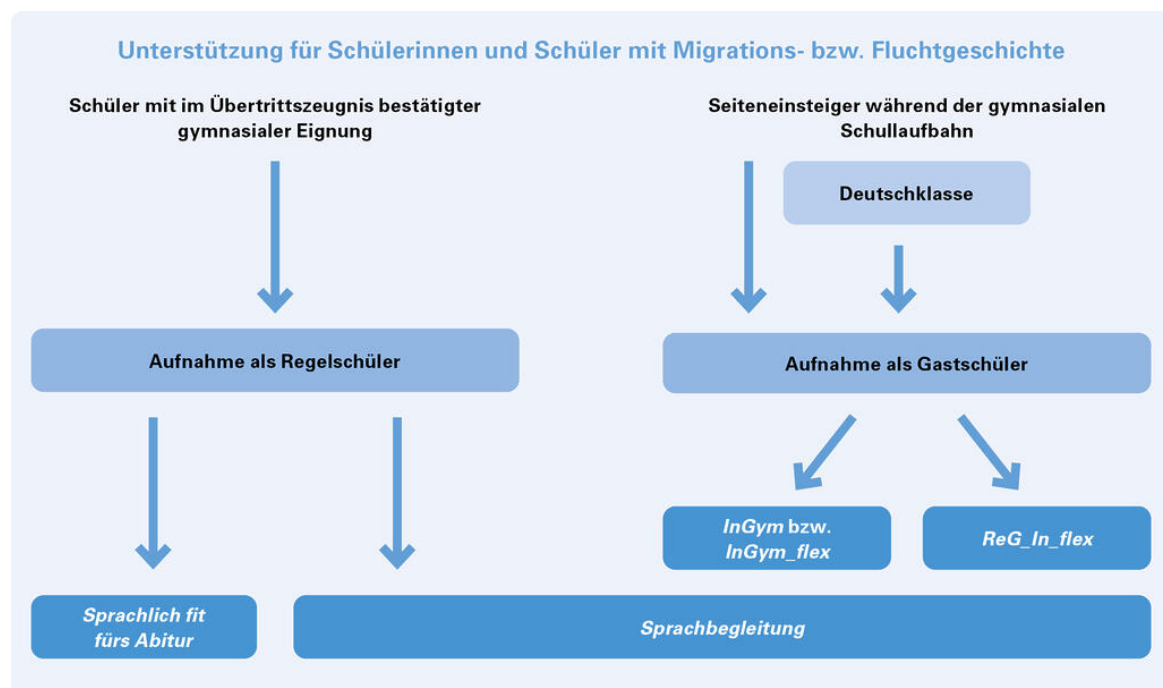 Unterstützung für Schülerinnen und Schüler mit Migrations- bzw. Fluchtgeschichte
Schüler mit im Übertrittszeugnis bestätigter
gymnasialer Eignung
Seiteneinsteiger während der gymnasialen
Schullaufbahn
Deutschklasse
Aufnahme als Regelschüler
Aufnahme als Gastschüler
InGym bzw.
InGym_flex
ReG_In_flex
Sprachlich fit
fürs Abitur
Sprachbegleitung